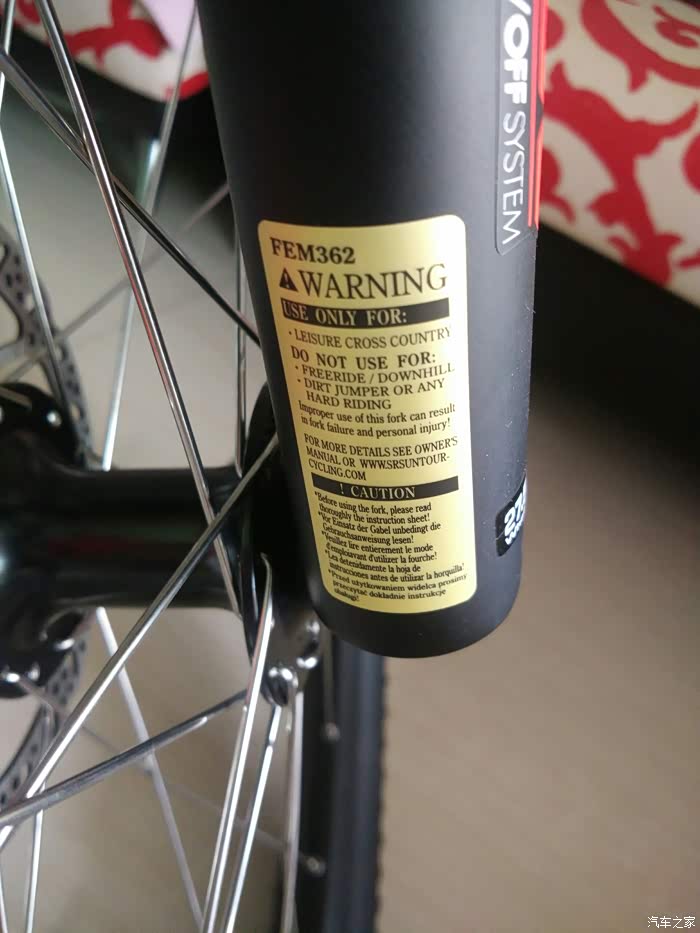 /OFF SYSTEM
FEM362
WARNING
USE ONLY FOR:
· LEISURE CROSS COUNTRY
DO NOT USE FOR:
· FREERIDE / DOWNHILL
· DIRT JUMPER OR ANY
HARD RIDING
Improper use of this fork can result
in fork failure and personal injury!
FOR MORE DETAILS SEE OWNER'S
MANUAL OR WWW.SRSUNTOUR-
CYCLING.COM
! CAUTION
*Before using the fork, please read
thoroughly the instruction sheet!
*Vor Einsatz der Gabel unbedingt die
Gebrauchsanweisung lesen!
*Veuillez lire entierement le mode
d'emploiavant d'utilizer la fourche!
*Lea detenidamente la hoja de
instrucciones antes de utilizar la horquilla!
*Przed użytkowaniem widelca prosimy
przeczytać dokładnie instrukcję
obsługi!
汽车之家